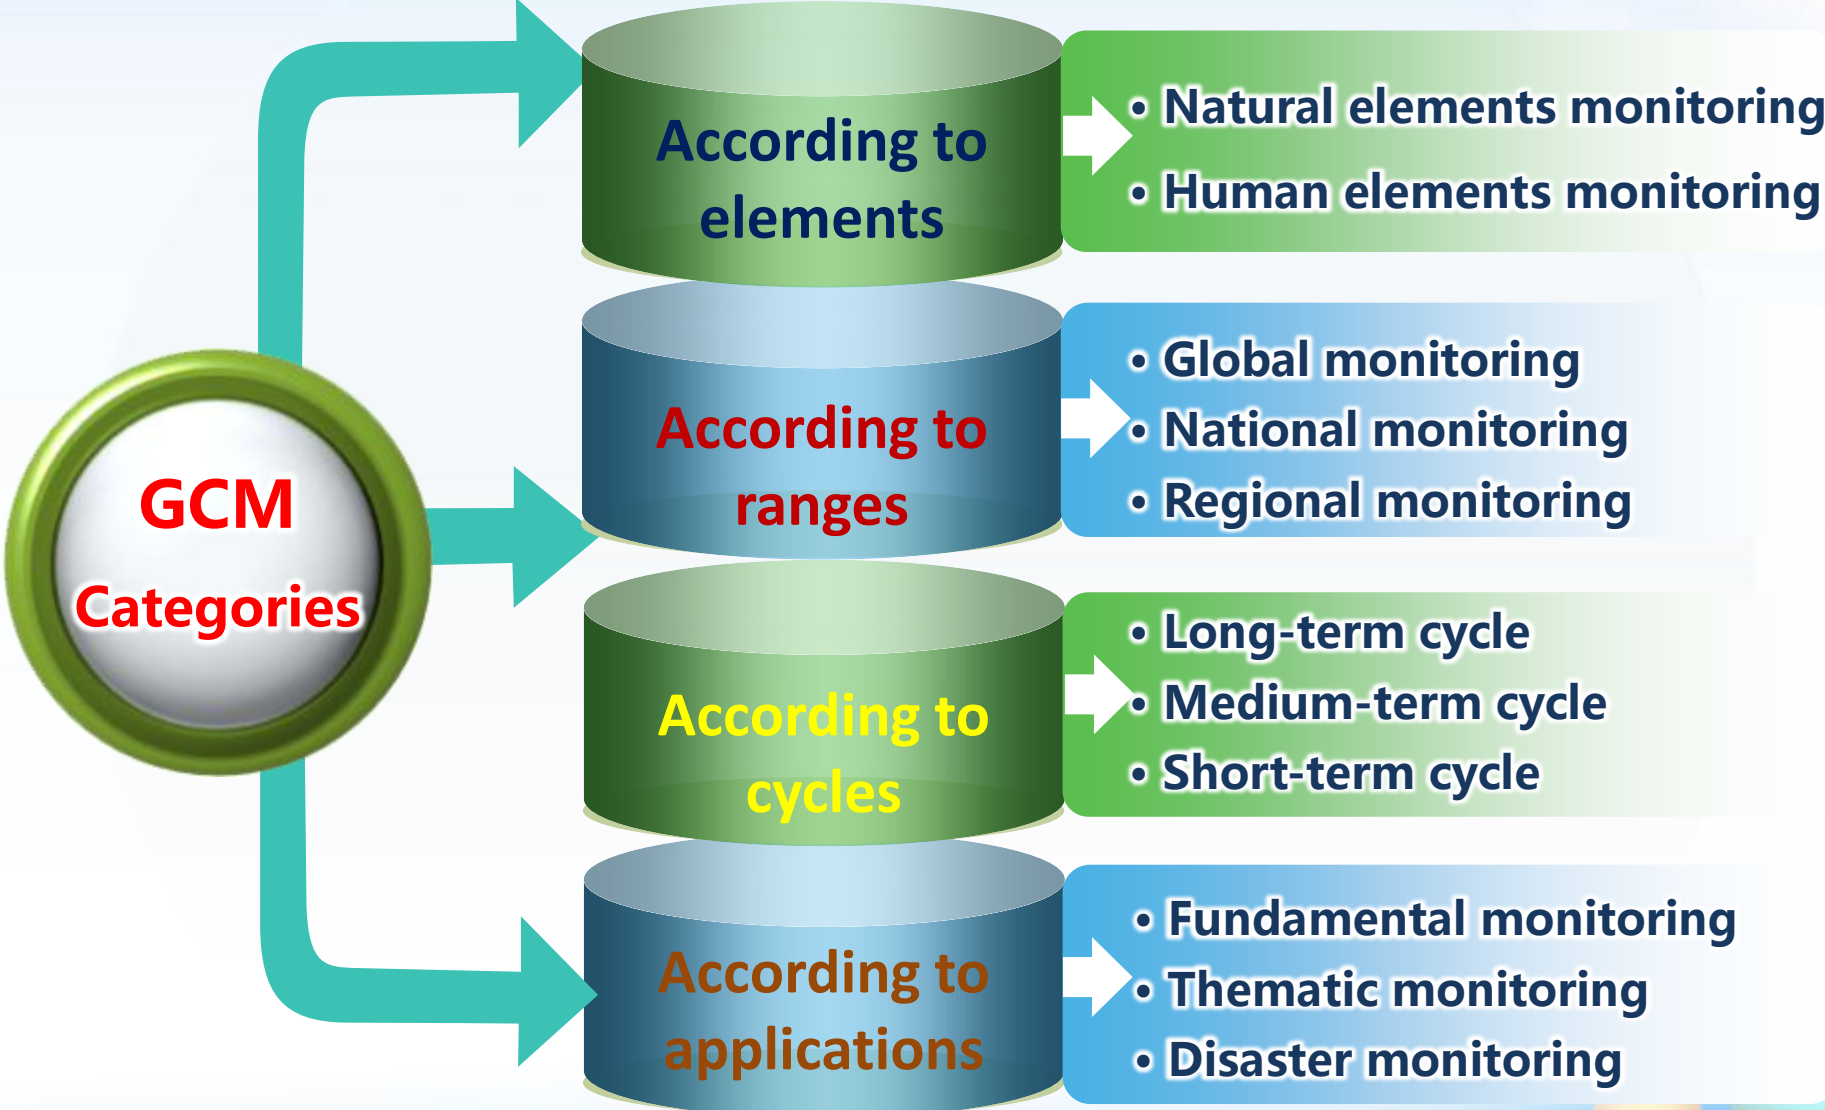 GCM
Categories
According to
elements
• Natural elements monitoring
• Human elements monitoring
According to
ranges
• Global monitoring
• National monitoring
• Regional monitoring
According to
cycles
• Long-term cycle
• Medium-term cycle
• Short-term cycle
According to
applications
• Fundamental monitoring
• Thematic monitoring
• Disaster monitoring